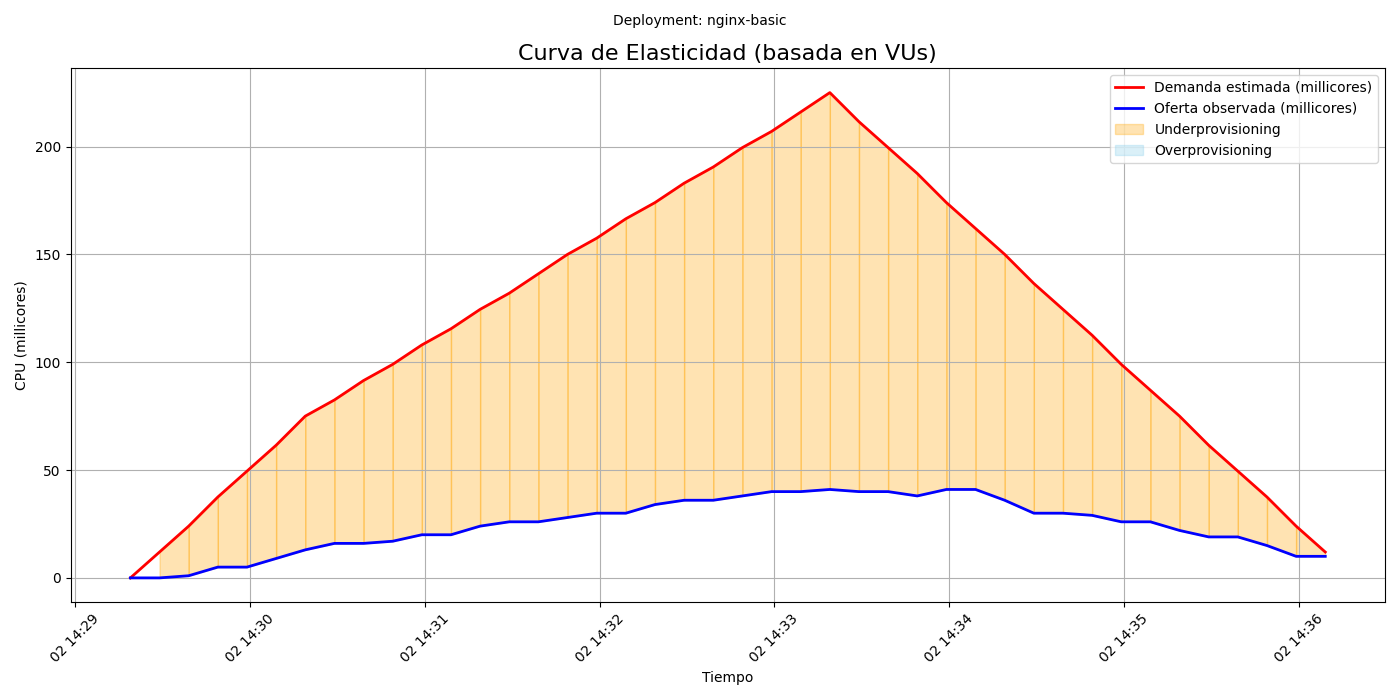 Deployment: nginx-basic
Curva de Elasticidad (basada en VUs)
Demanda estimada (millicores)
Oferta observada (millicores)
Underprovisioning
Overprovisioning
CPU (millicores)
200
150
100
50
0
02 14:29
02 14:30
02 14:31
02 14:32
02 14:33
02 14:34
02 14:35
02 14:36
Tiempo